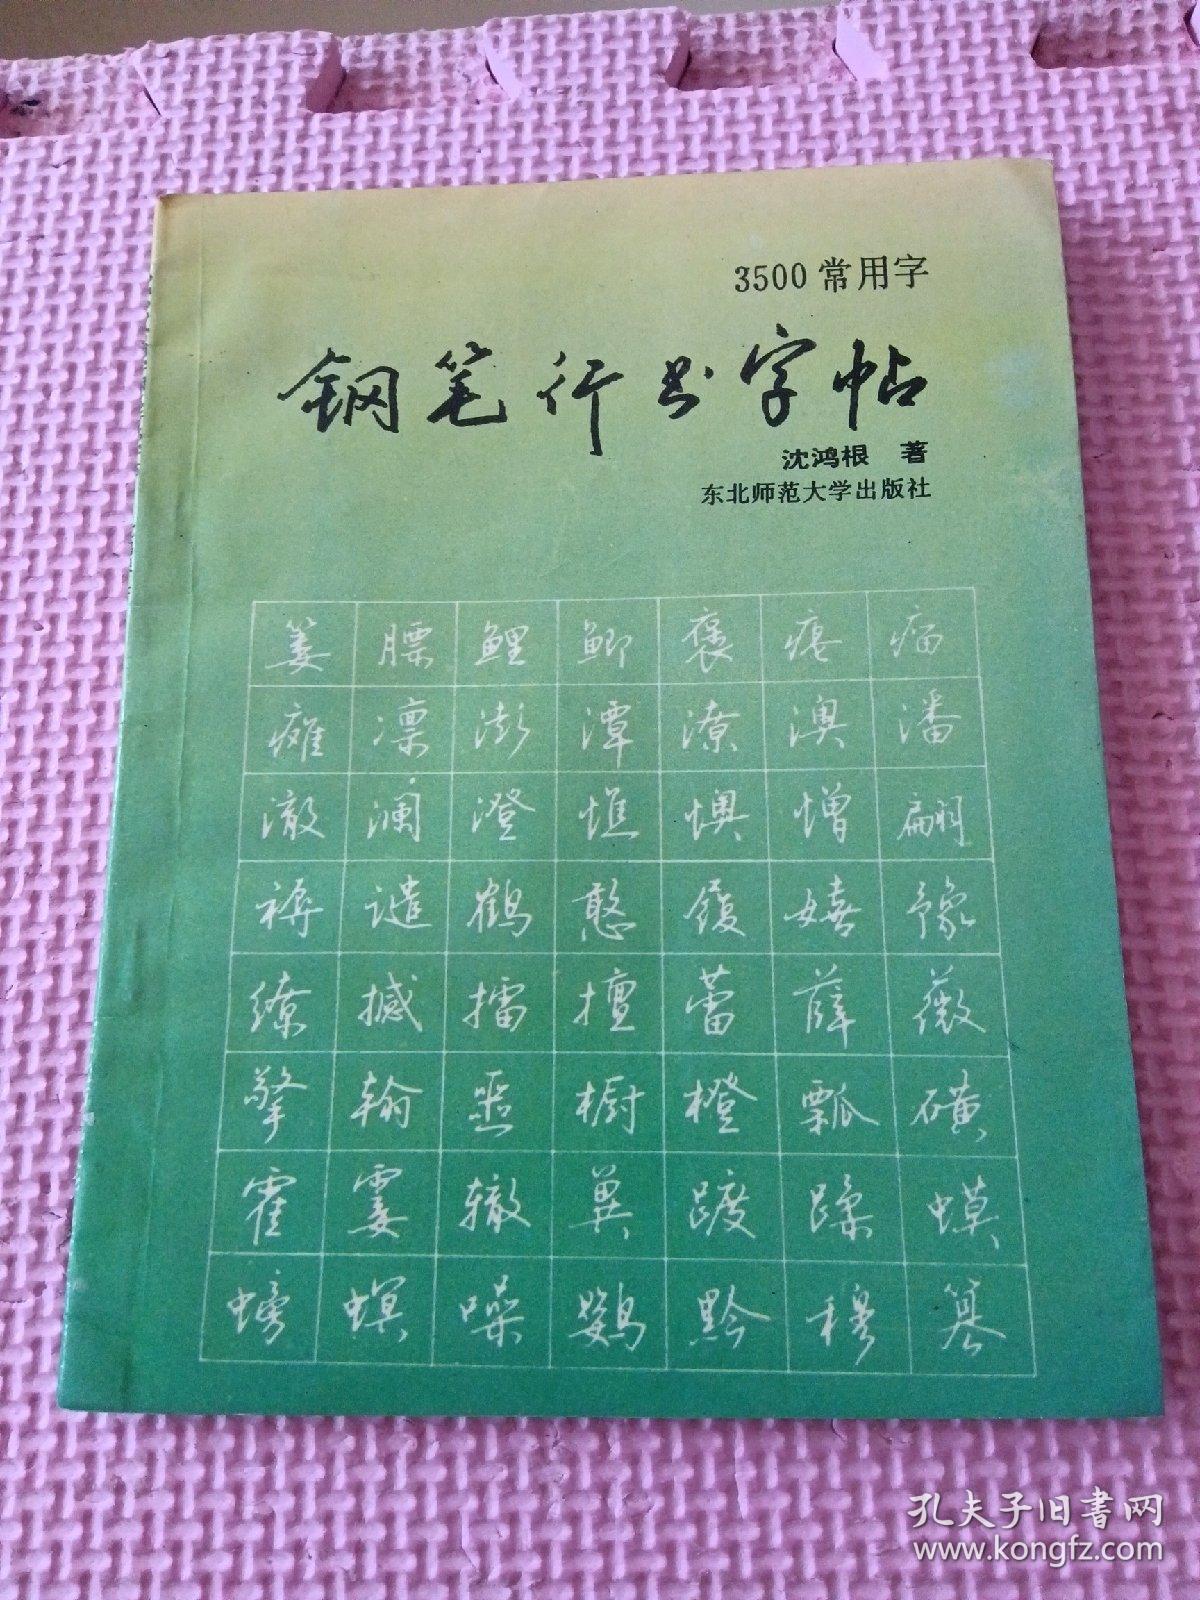 3500常用字
钢笔行书字帖
沈鸿根 著
东北师范大学出版社
篓 膘 鲤 鲫 褒 瘪 瘤
瘫 凛 澎 潭 潦 澳 潘
澈 澜 澄 憔 懊 憎 翩
褥 谴 鹤 憨 履 嬉 豫
缭 撼 擂 擅 蕾 薛 薇
擎 翰 噩 橱 橙 瓢 磺
霍 霎 辙 冀 踱 蹂 蟆
螃 螟 噪 鹦 黔 穆 篡
孔夫子旧书网
www.kongfz.com